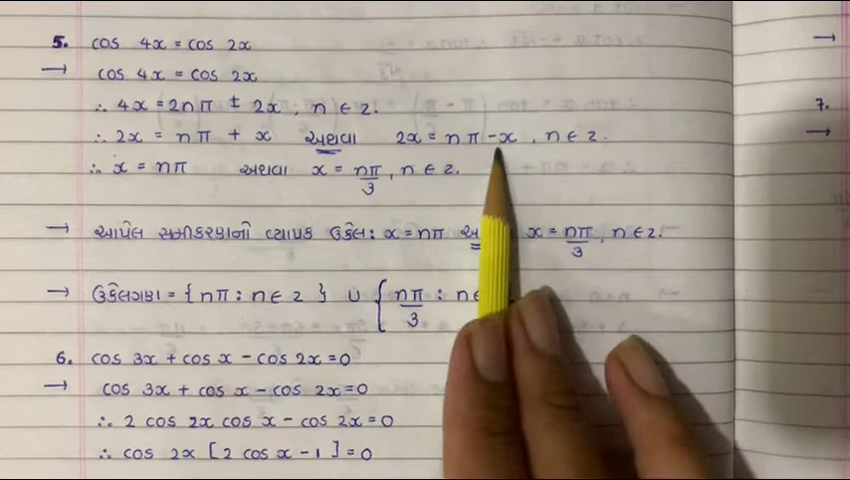 5. cos 4x = cos 2x
→ cos 4x = cos 2x
∴ 4x = 2nπ ± 2x, n ∈ z.
∴ 2x = nπ + x અથવા 2x = nπ - x, n ∈ z.
∴ x = nπ અથવા x = nπ/3, n ∈ z.
→ આપેલ સમીકરણનો વ્યાપક ઉકેલ: x = nπ x = nπ/3, n ∈ z.
→ ઉકેલગણ = {nπ : n ∈ z} ∪ { nπ/3 : n ∈
6. cos 3x + cos x - cos 2x = 0
→ cos 3x + cos x - cos 2x = 0
∴ 2 cos 2x cos x - cos 2x = 0
∴ cos 2x [2 cos x - 1] = 0
→
7.
→